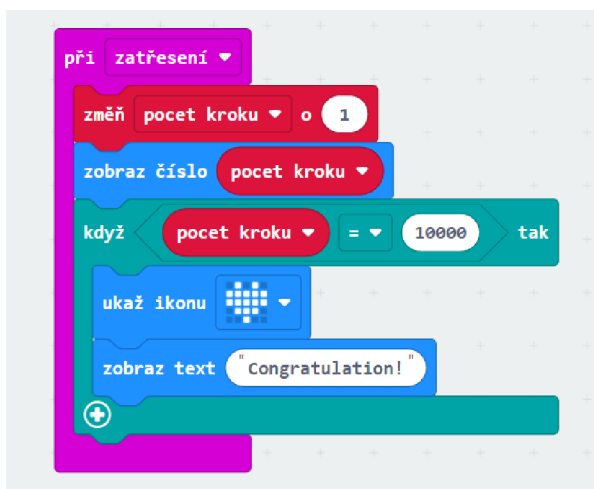 při zatřesení
změň pocet kroku o 1
zobraz číslo pocet kroku
když pocet kroku = 10000 tak
ukaž ikonu
zobraz text "Congratulation!"